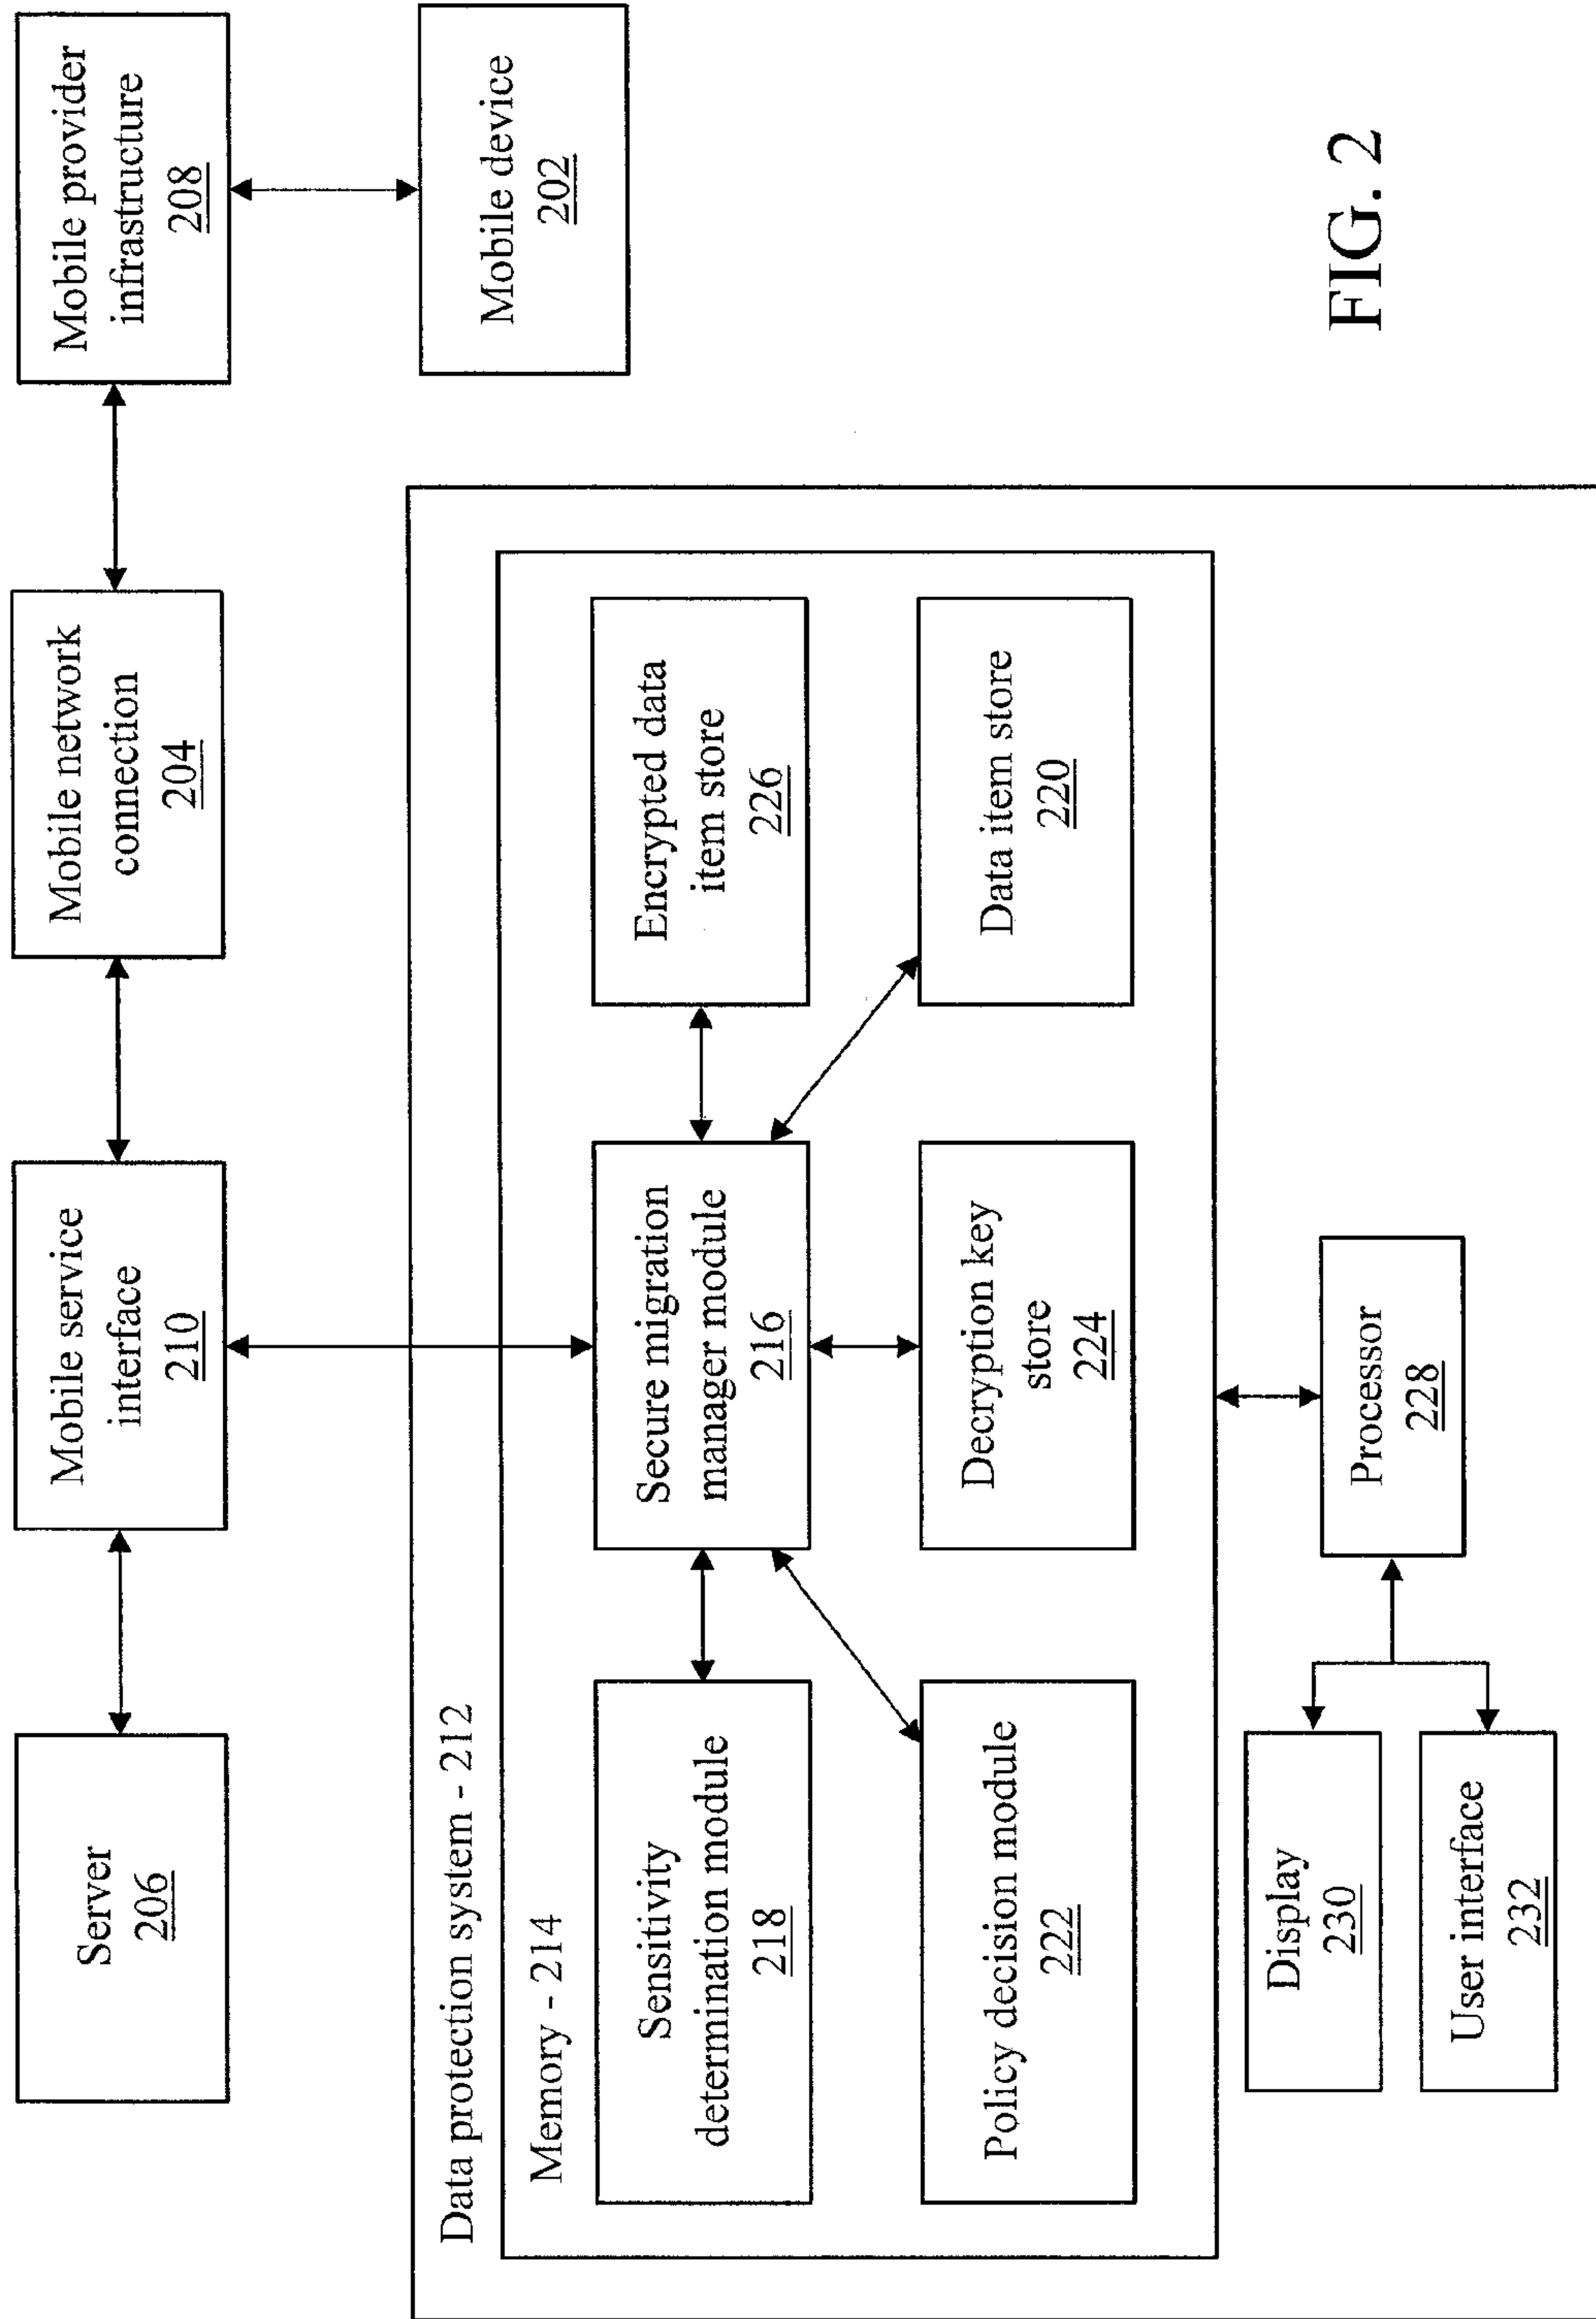 Server
206
Mobile service
interface
210
Mobile network
connection
204
Mobile provider
infrastructure
208
Mobile device
202
Data protection system - 212
Memory - 214
Sensitivity
determination module
218
Secure migration
manager module
216
Encrypted data
item store
226
Policy decision module
222
Decryption key
store
224
Data item store
220
Display
230
User interface
232
Processor
228
FIG. 2